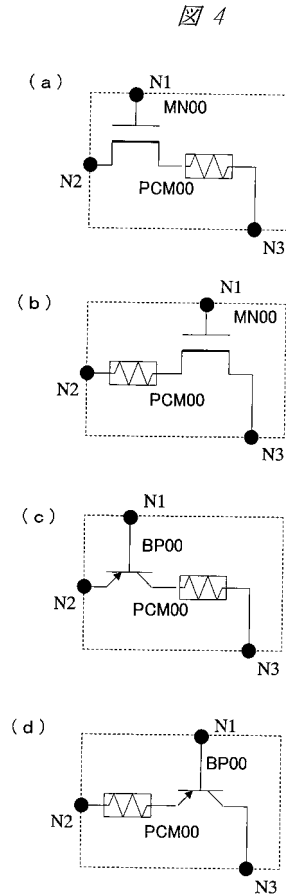 図 4
(a)
N1
MN00
N2
PCM00
N3
(b)
N1
MN00
N2
PCM00
N3
(c)
N1
BP00
N2
PCM00
N3
(d)
N1
BP00
N2
PCM00
N3